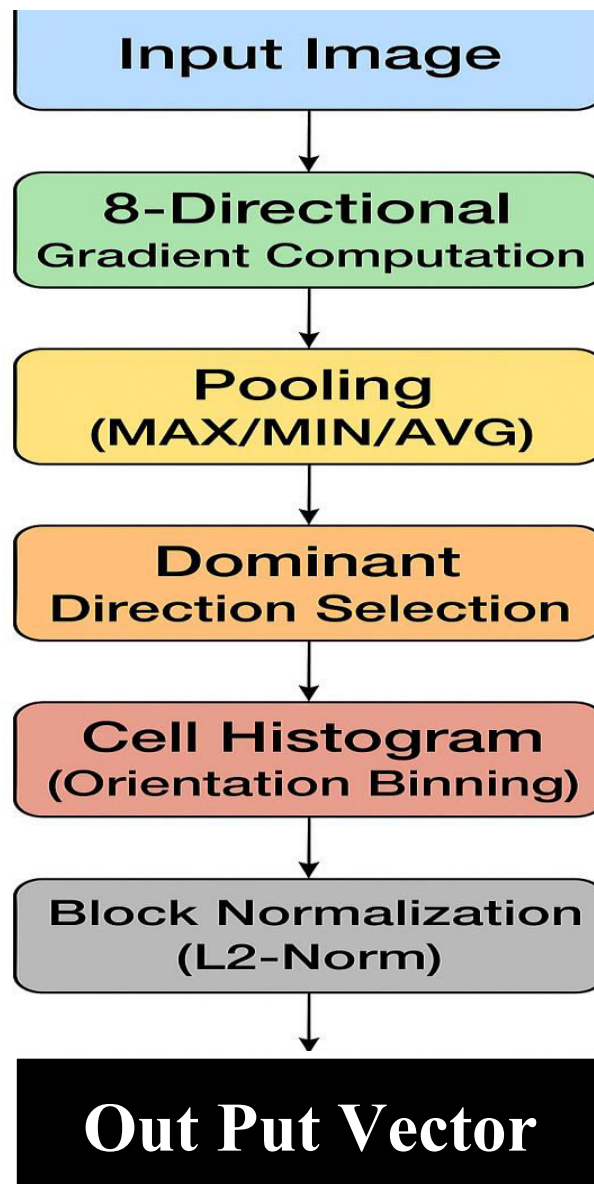 Input Image
8-Directional
Gradient Computation
Pooling
(MAX/MIN/AVG)
Dominant
Direction Selection
Cell Histogram
(Orientation Binning)
Block Normalization
(L2-Norm)
Out Put Vector